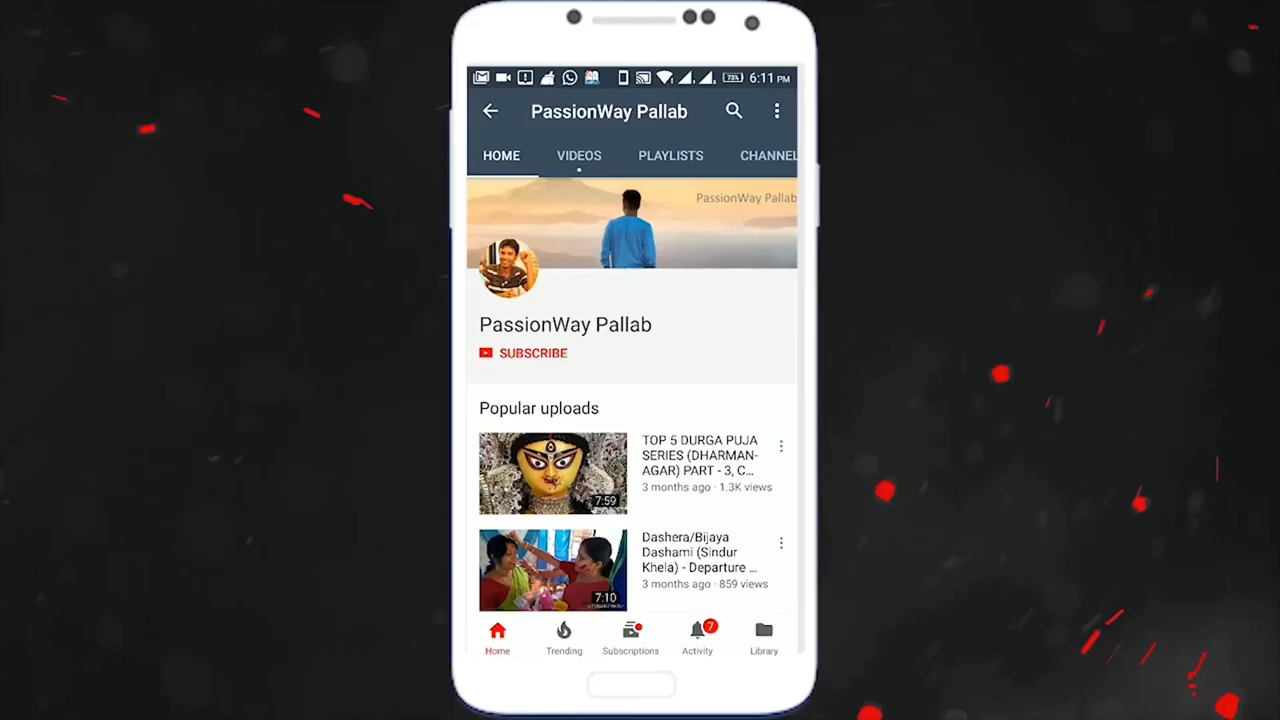 73%
6:11 PM
PassionWay Pallab
HOME
VIDEOS
PLAYLISTS
CHANNEL
PassionWay Pallab
PassionWay Pallab
SUBSCRIBE
Popular uploads
TOP 5 DURGA PUJA
SERIES (DHARMAN-
AGAR) PART - 3, C...
3 months ago · 1.3K views
7:59
Dashera/Bijaya
Dashami (Sindur
Khela) - Departure ...
3 months ago · 859 views
7:10
7
Home
Trending
Subscriptions
Activity
Library